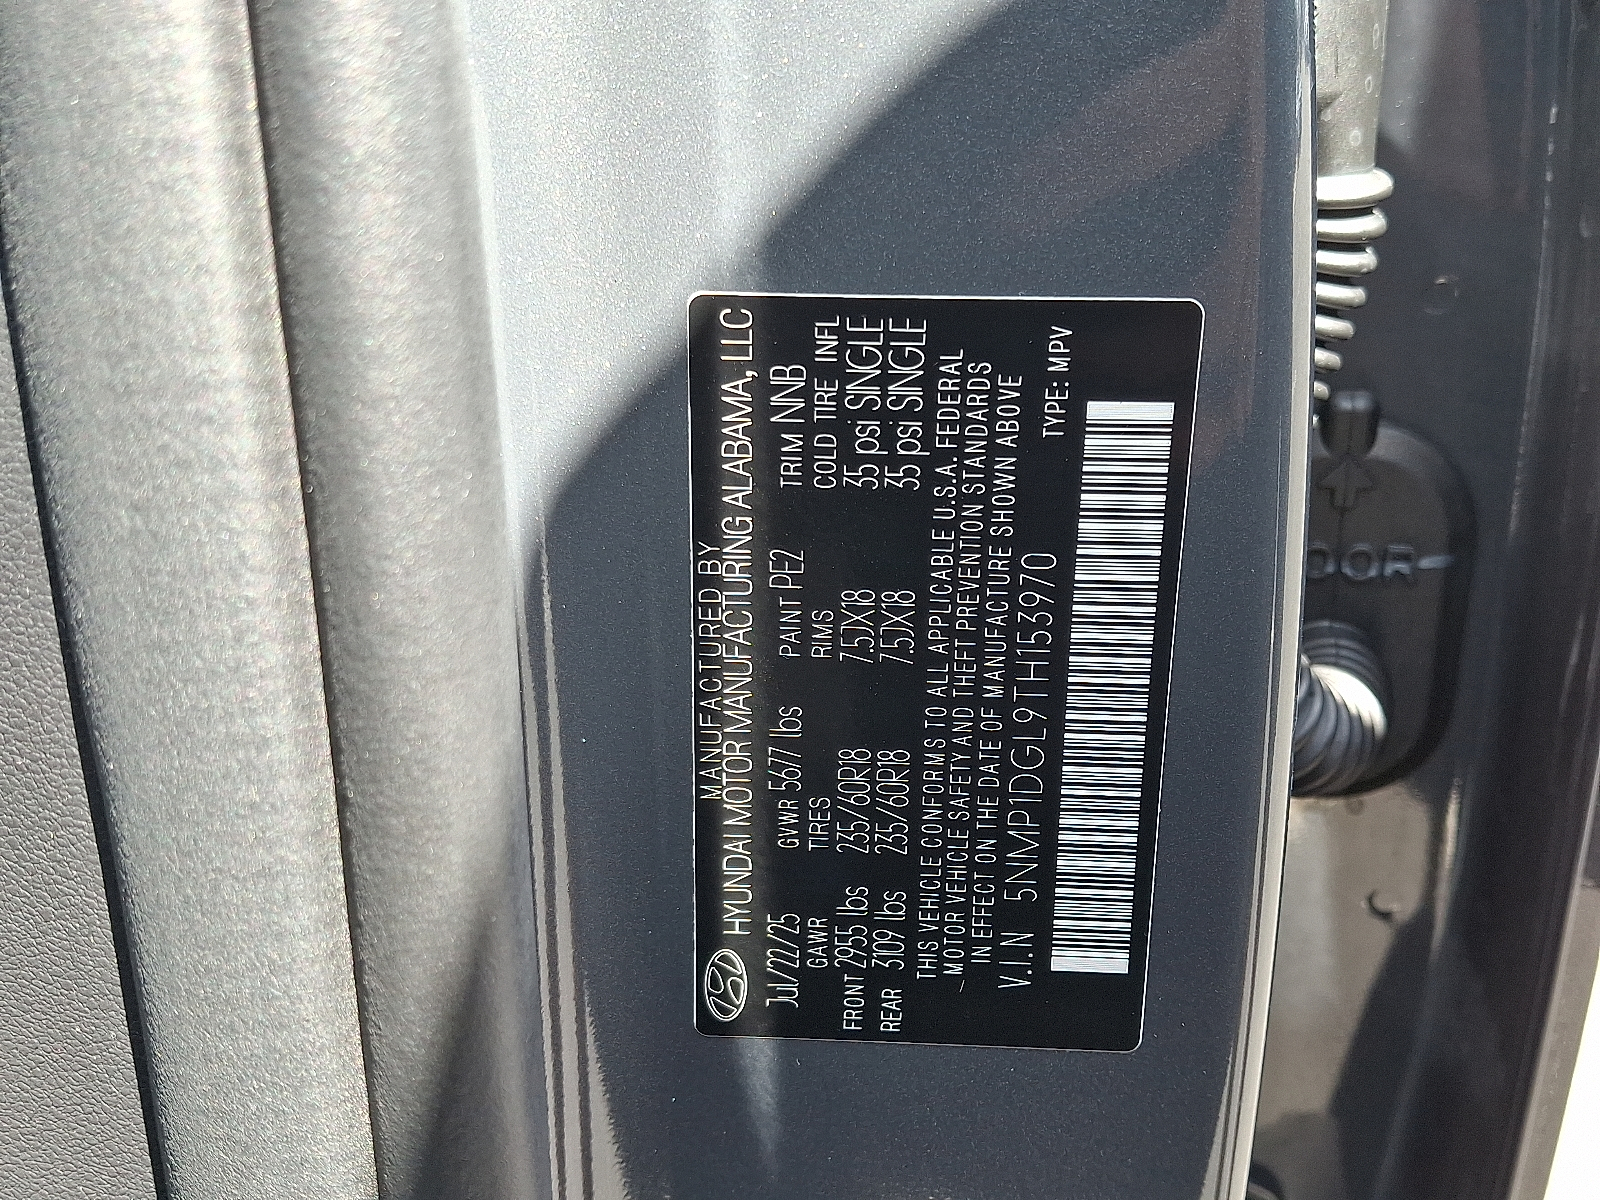 MANUFACTURED BY
HYUNDAI MOTOR MANUFACTURING ALABAMA, LLC
Jul/22/25 GVWR 5677 lbs PAINT PE2 TRIM NNB
GAWR TIRES RIMS COLD TIRE INFL
FRONT 2955 lbs 235/60R18 7.5JX18 35 psi SINGLE
REAR 3109 lbs 235/60R18 7.5JX18 35 psi SINGLE
THIS VEHICLE CONFORMS TO ALL APPLICABLE U.S.A. FEDERAL
MOTOR VEHICLE SAFETY AND THEFT PREVENTION STANDARDS
IN EFFECT ON THE DATE OF MANUFACTURE SHOWN ABOVE
V.I.N 5NMP1DGL9TH153970 TYPE: MPV